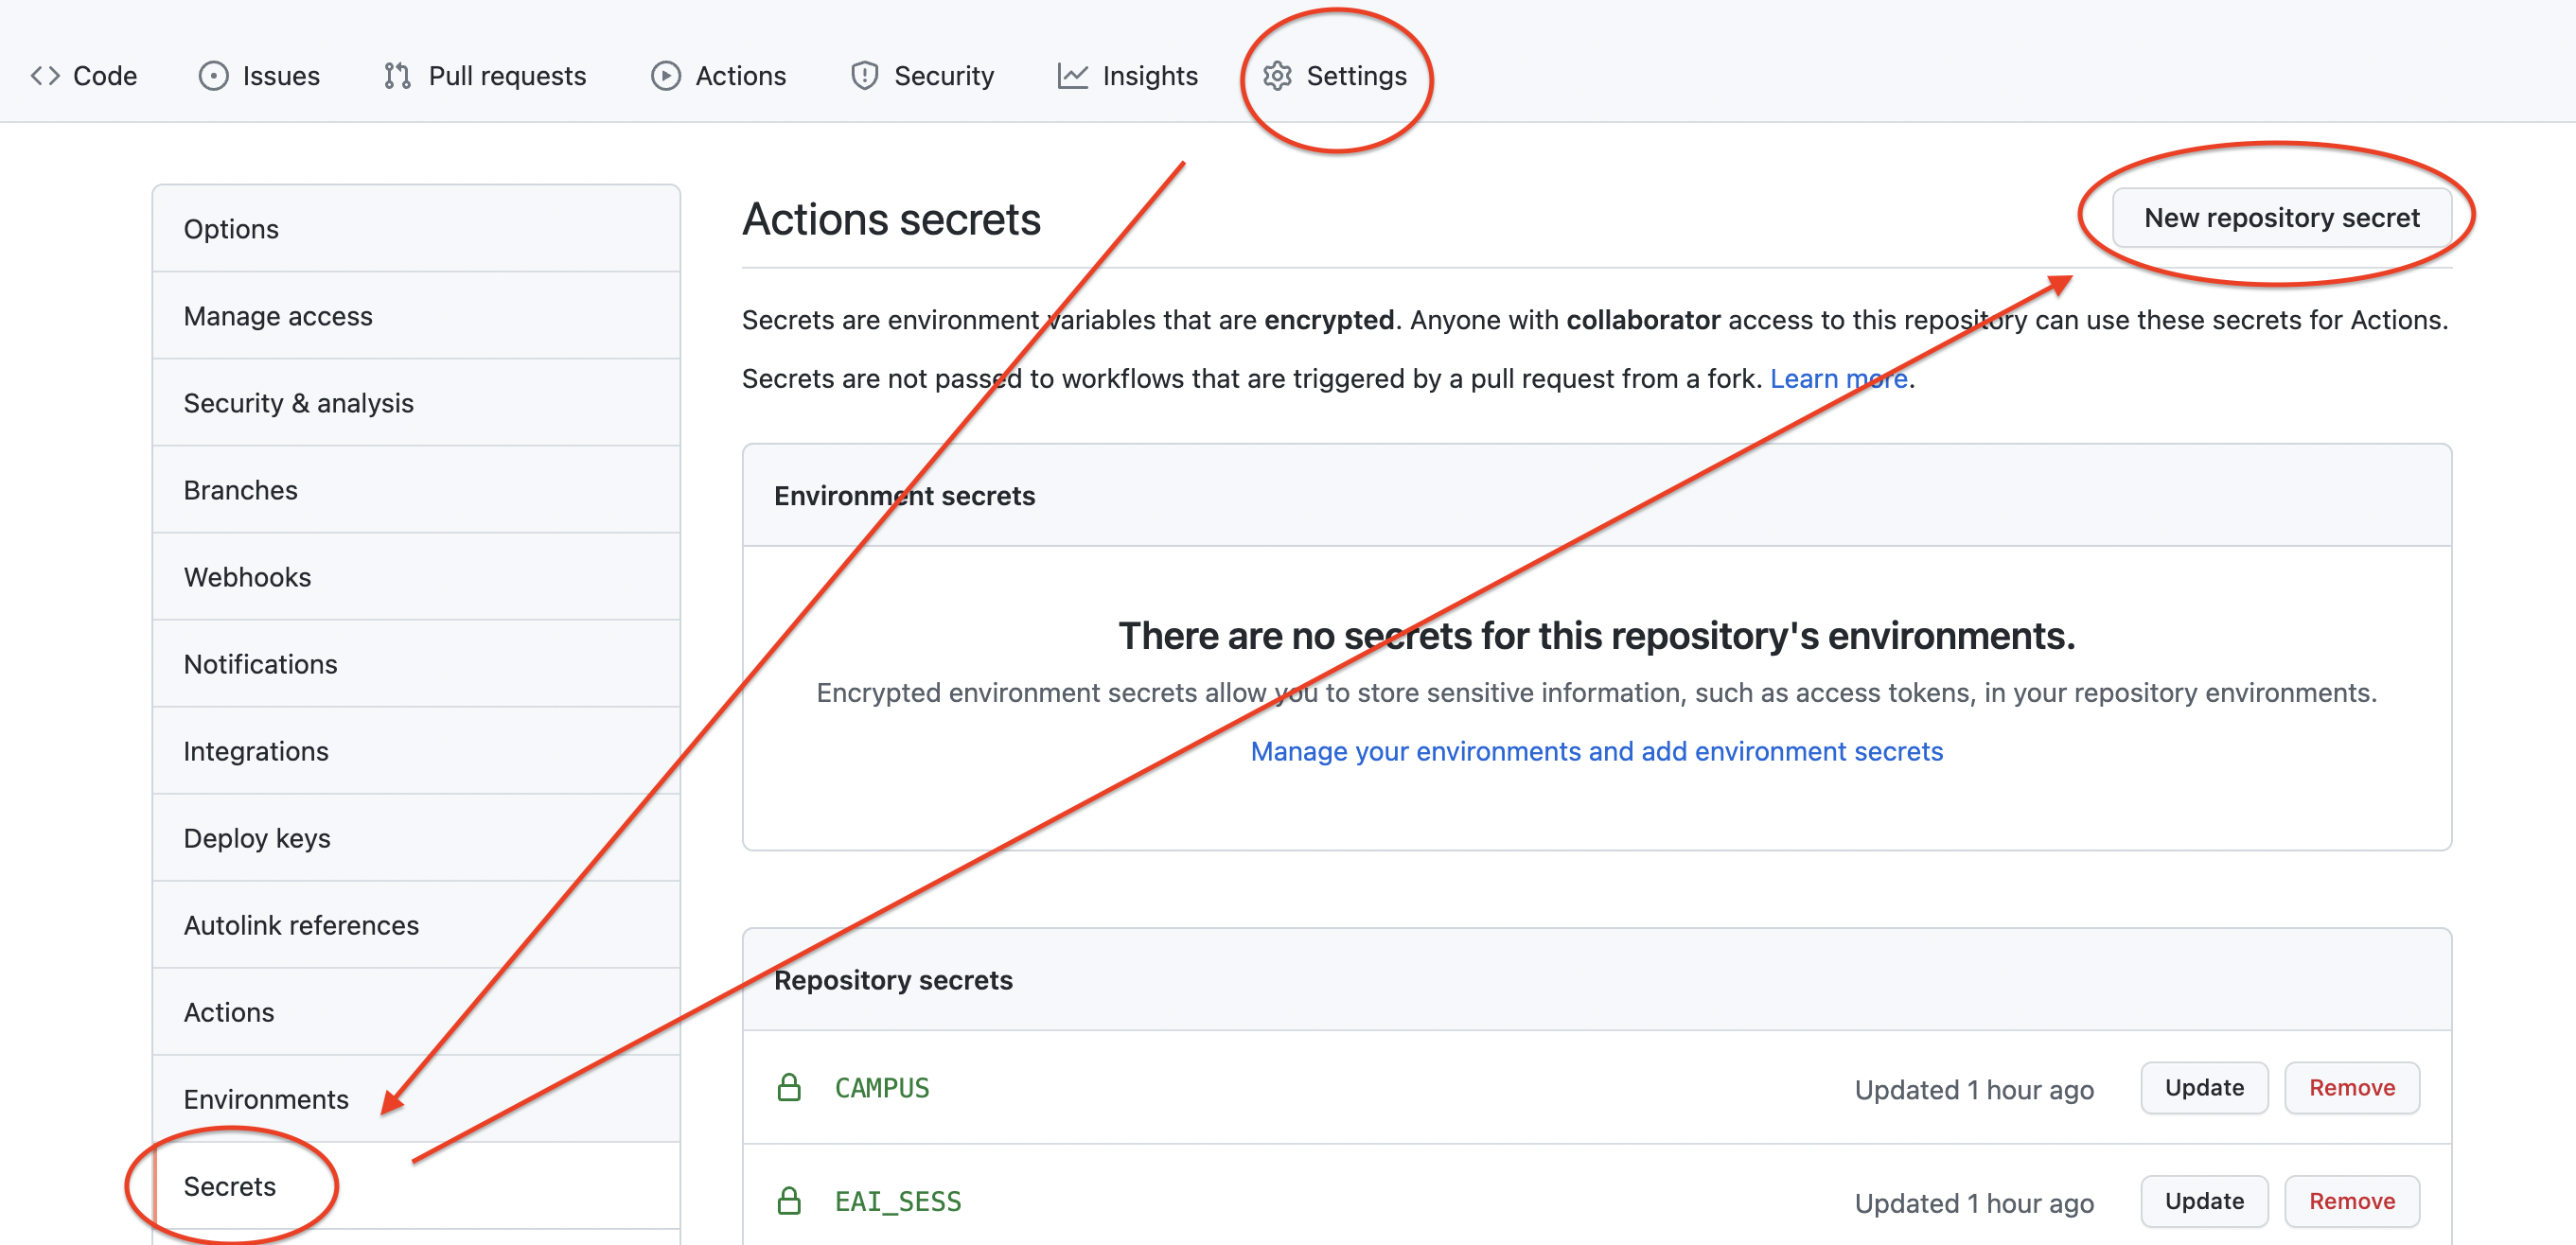 Code Issues Pull requests Actions Security Insights Settings
Options
Manage access
Security & analysis
Branches
Webhooks
Notifications
Integrations
Deploy keys
Autolink references
Actions
Environments
Secrets
Actions secrets
New repository secret
Secrets are environment variables that are encrypted. Anyone with collaborator access to this repository can use these secrets for Actions.
Secrets are not passed to workflows that are triggered by a pull request from a fork. Learn more.
Environment secrets
There are no secrets for this repository's environments.
Encrypted environment secrets allow you to store sensitive information, such as access tokens, in your repository environments.
Manage your environments and add environment secrets
Repository secrets
CAMPUS Updated 1 hour ago Update Remove
EAI_SESS Updated 1 hour ago Update Remove